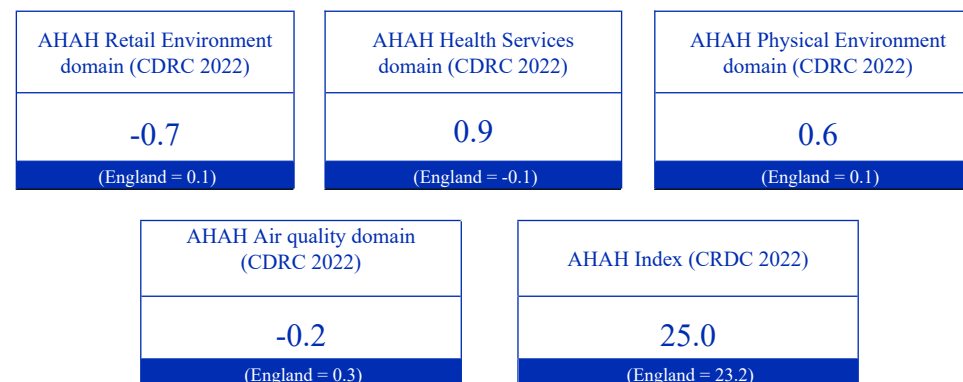 AHAH Retail Environment
domain (CDRC 2022)
-0.7
(England = 0.1)
AHAH Health Services
domain (CDRC 2022)
0.9
(England = -0.1)
AHAH Physical Environment
domain (CDRC 2022)
0.6
(England = 0.1)
AHAH Air quality domain
(CDRC 2022)
-0.2
(England = 0.3)
AHAH Index (CRDC 2022)
25.0
(England = 23.2)